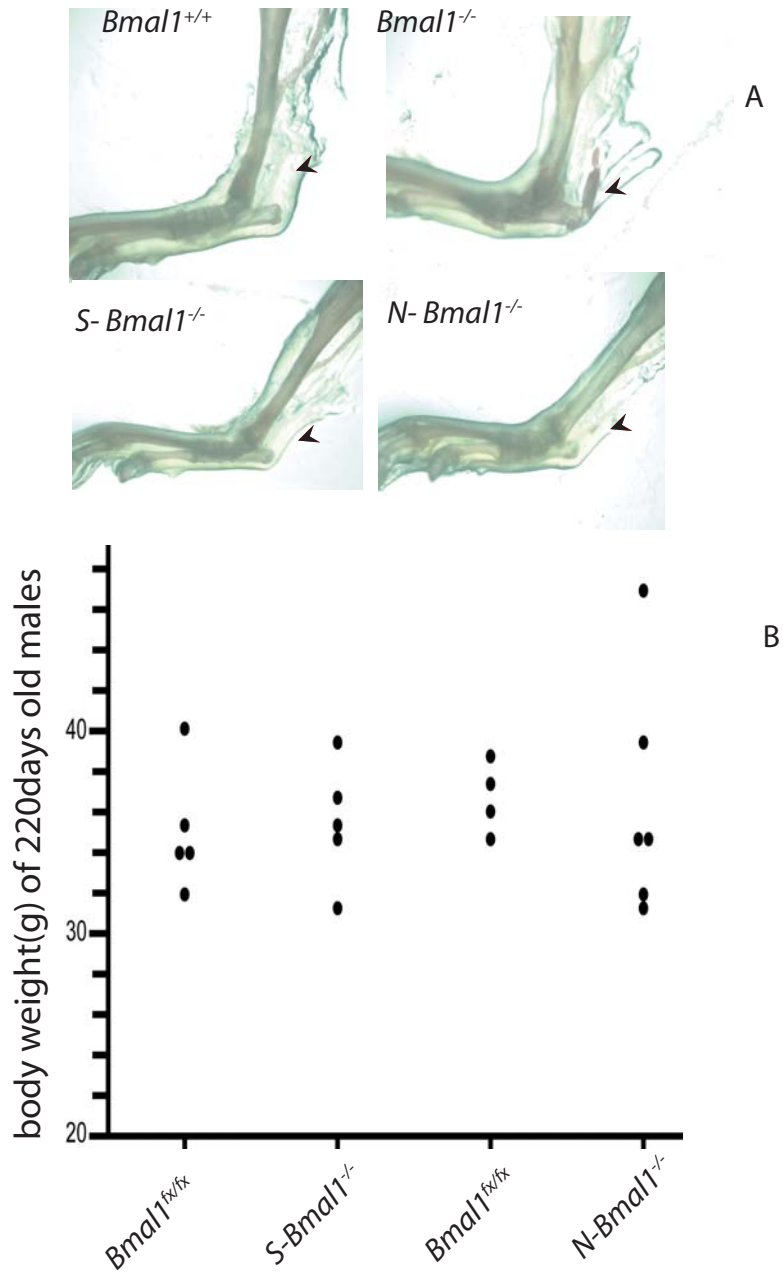 Bmal1+/+
Bmal1-/-
A
S- Bmal1-/-
N- Bmal1-/-
B
body weight(g) of 220days old males
40
30
20
Bmal1fx/fx
S-Bmal1-/-
Bmal1fx/fx
N-Bmal1-/-